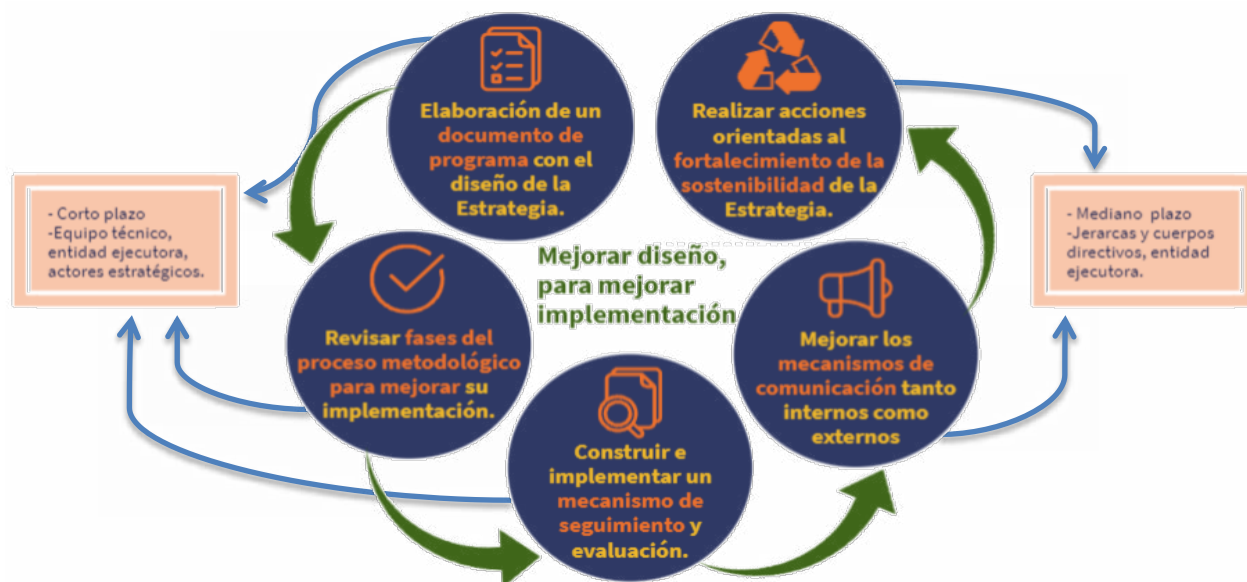 Elaboración de un
documento de
programa con el
diseño de la
Estrategia.
Realizar acciones
orientadas al
fortalecimiento de la
sostenibilidad de la
Estrategia.
- Corto plazo
-Equipo técnico,
entidad ejecutora,
actores estratégicos.
- Mediano plazo
-Jerarcas y cuerpos
directivos, entidad
ejecutora.
Mejorar diseño,
para mejorar
implementación
Revisar fases del
proceso metodológico
para mejorar su
implementación.
Mejorar los
mecanismos de
comunicación tanto
internos como
externos
Construir e
implementar un
mecanismo de
seguimiento y
evaluación.